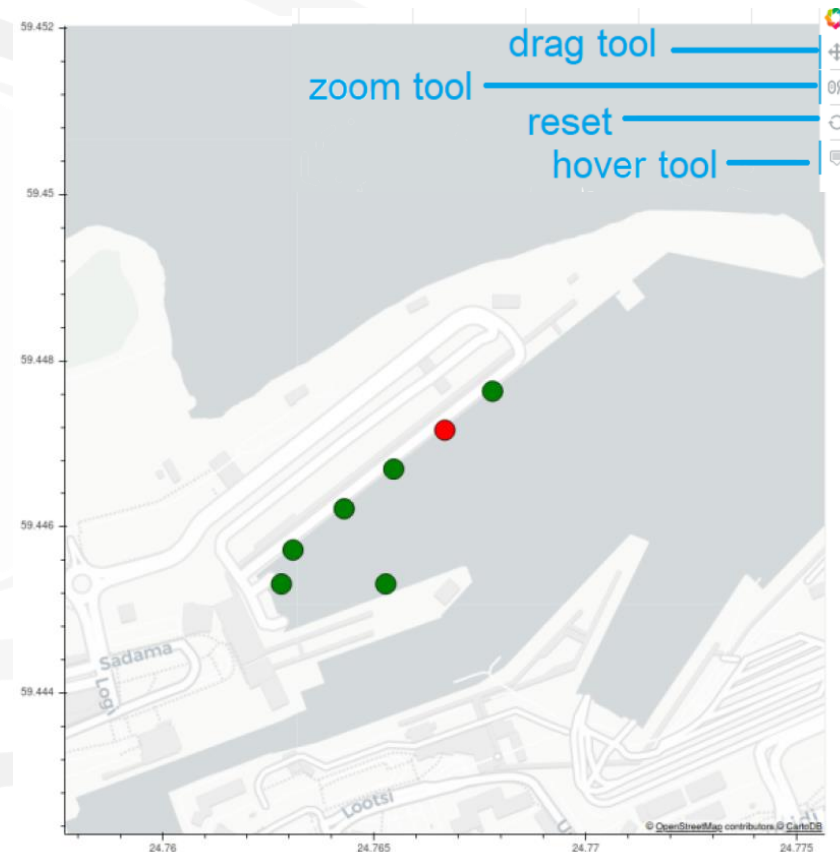 59.452
drag tool
zoom tool
reset
hover tool
59.45
59.448
59.446
59.444
Sadama
Logi
Lootsi
© OpenStreetMap contributors, © CartoDB
24.76
24.765
24.77
24.775